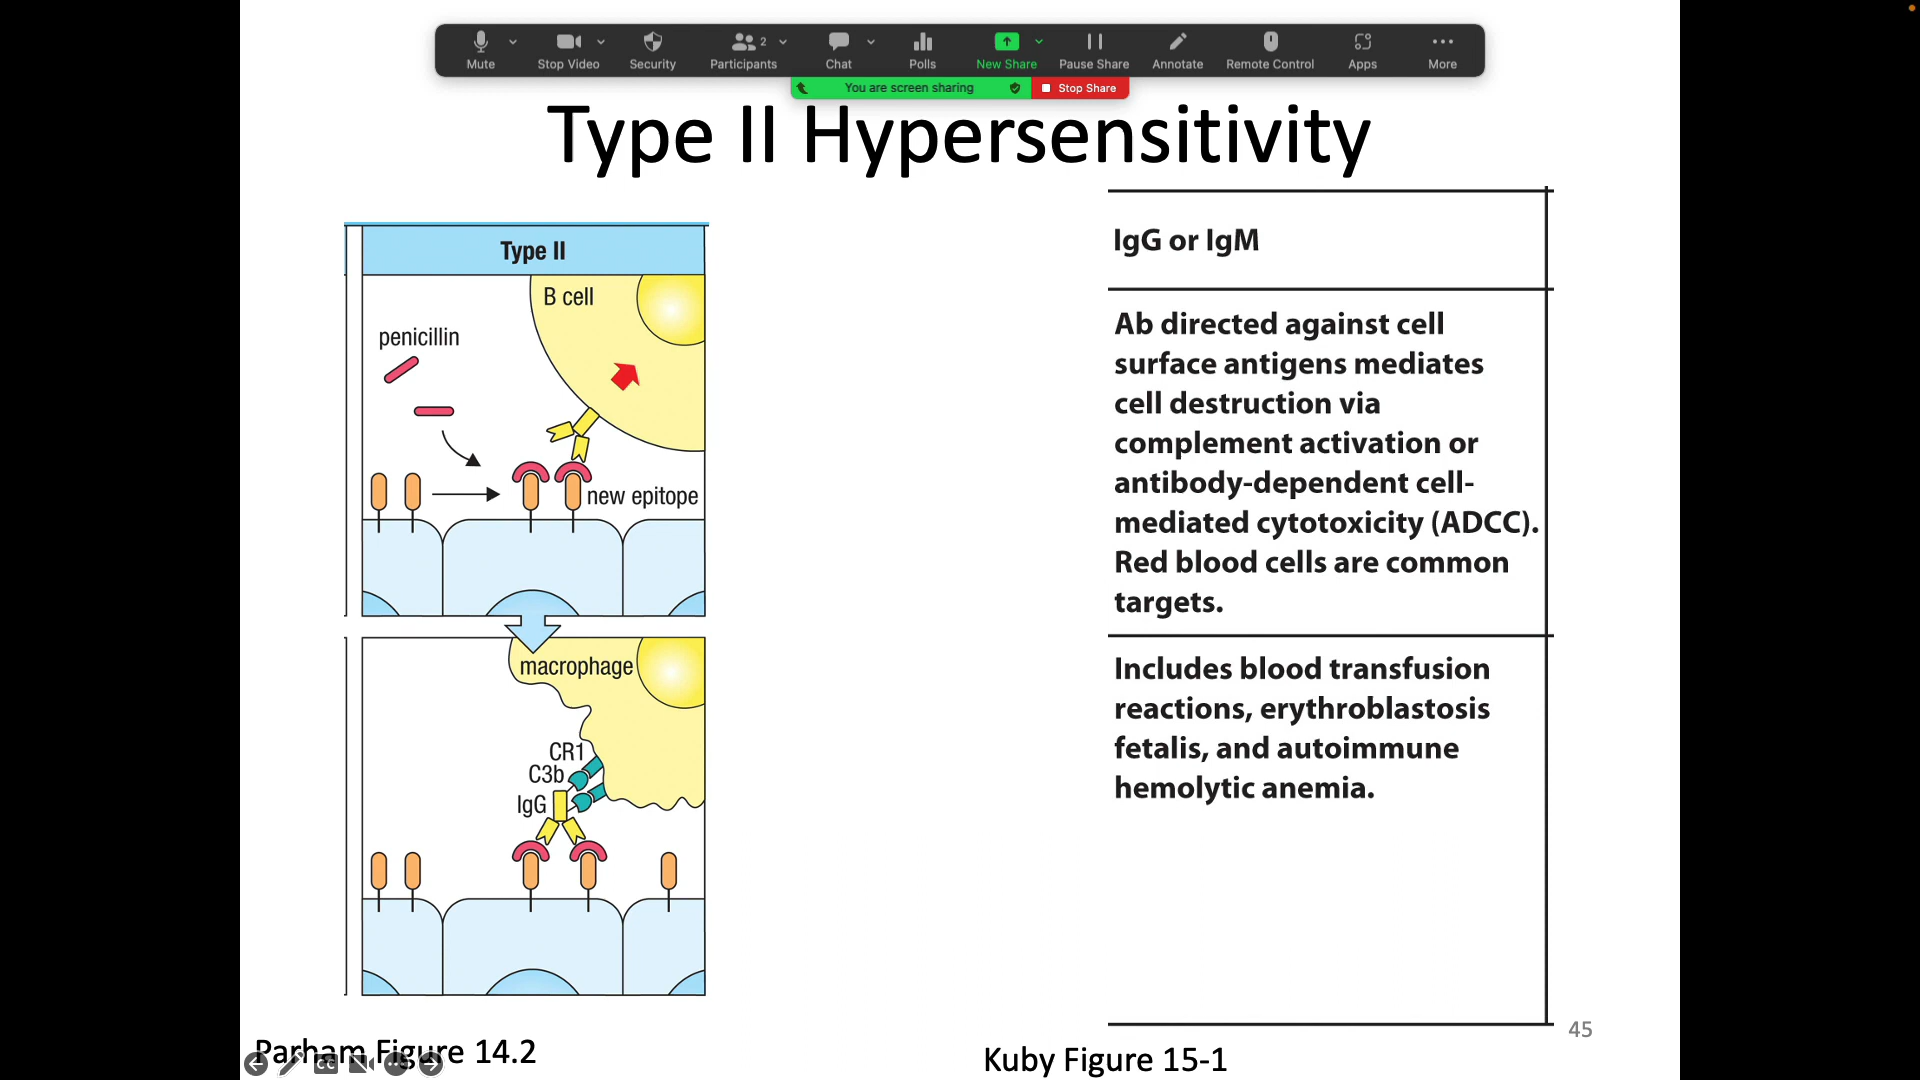 Mute
Stop Video
Security
Participants 2
Chat
Polls
New Share
Pause Share
Annotate
Remote Control
Apps
More
You are screen sharing
Stop Share
Type II Hypersensitivity
Type II
B cell
penicillin
new epitope
macrophage
CR1
C3b
IgG
Parham Figure 14.2
IgG or IgM
Ab directed against cell
surface antigens mediates
cell destruction via
complement activation or
antibody-dependent cell-
mediated cytotoxicity (ADCC).
Red blood cells are common
targets.
Includes blood transfusion
reactions, erythroblastosis
fetalis, and autoimmune
hemolytic anemia.
Kuby Figure 15-1
45
CC